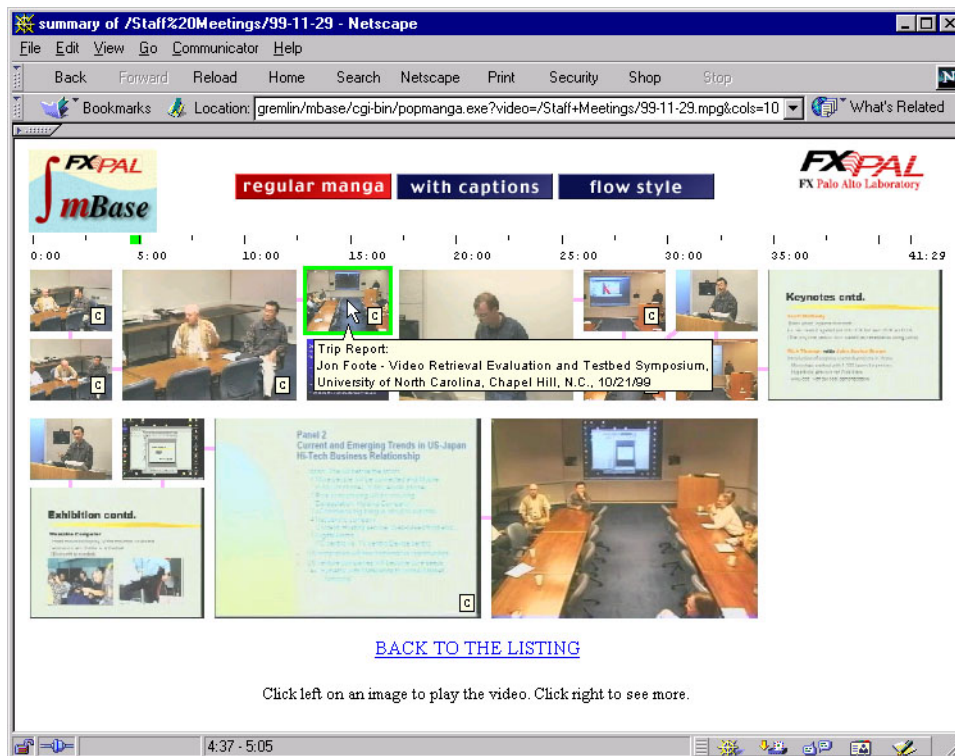 summary of /Staff%20Meetings/99-11-29 - Netscape
File Edit View Go Communicator Help
Back Forward Reload Home Search Netscape Print Security Shop Stop
N
Bookmarks Location: gremlin/mbase/cgi-bin/popmanga.exe?video=/Staff+Meetings/99-11-29.mpg&cols=10 What's Related
FXPAL
mBase
regular manga with captions flow style
FXPAL
FX Palo Alto Laboratory
0:00 5:00 10:00 15:00 20:00 25:00 30:00 35:00 41:29
Keynotes cntd.
C C C
C C
Trip Report:
Jon Foote - Video Retrieval Evaluation and Testbed Symposium,
University of North Carolina, Chapel Hill, N.C., 10/21/99
C
Panel 2
Current and Emerging Trends in US-Japan
Hi-Tech Business Relationship
Exhibition contd.
Wearable Computer
C
BACK TO THE LISTING
Click left on an image to play the video. Click right to see more.
4:37 - 5:05